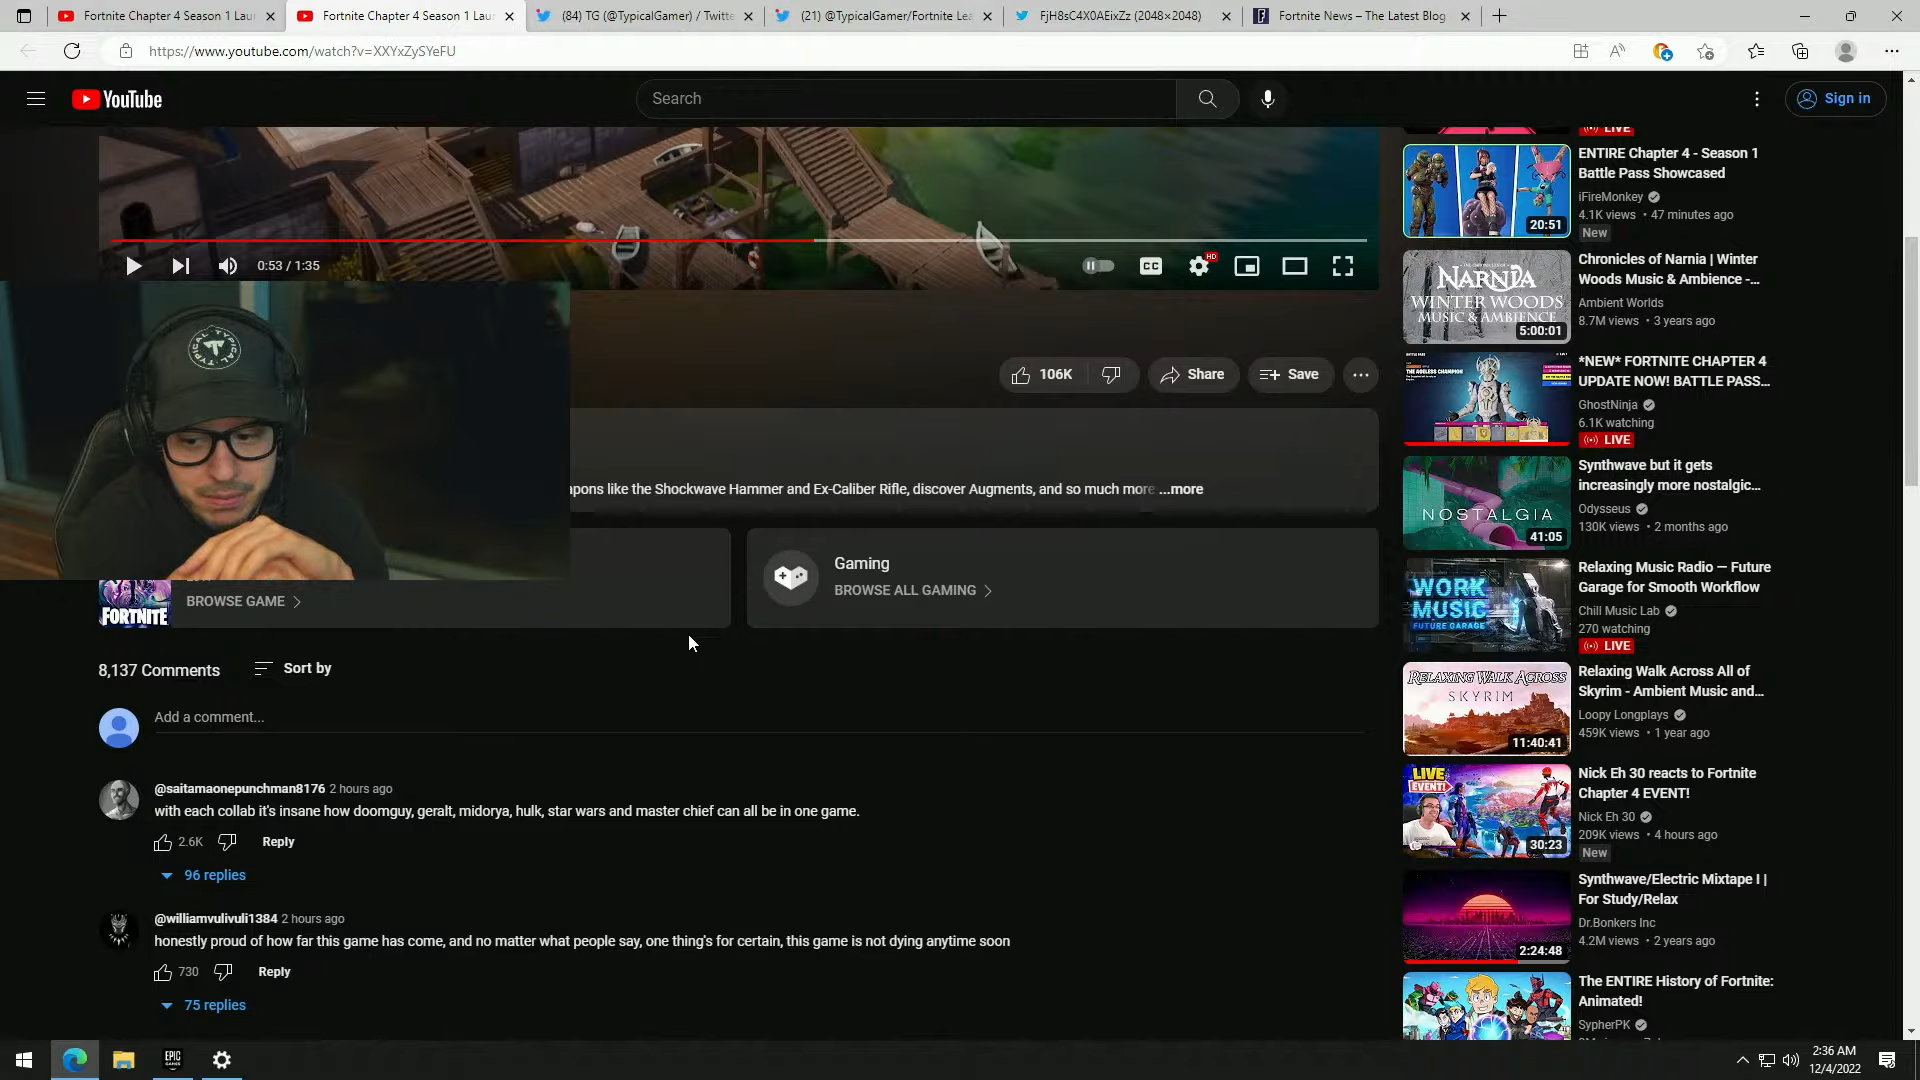 Fortnite Chapter 4 Season 1 Lau
Fortnite Chapter 4 Season 1 Lau
(84) TG (@TypicalGamer) / Twitte
(21) @TypicalGamer/Fortnite Lea
FjH8sC4X0AEixZz (2048×2048)
Fortnite News – The Latest Blog
https://www.youtube.com/watch?v=XXYxZySYeFU
YouTube
Search
Sign in
0:53 / 1:35
CC
HD
TYPICAL
106K
Share
Save
pons like the Shockwave Hammer and Ex-Caliber Rifle, discover Augments, and so much more ...more
FORTNITE
BROWSE GAME
Gaming
BROWSE ALL GAMING
8,137 Comments
Sort by
Add a comment...
@saitamaonepunchman8176 2 hours ago
with each collab it's insane how doomguy, geralt, midorya, hulk, star wars and master chief can all be in one game.
2.6K
Reply
96 replies
@williamvulivuli1384 2 hours ago
honestly proud of how far this game has come, and no matter what people say, one thing's for certain, this game is not dying anytime soon
730
Reply
75 replies
LIVE
20:51
ENTIRE Chapter 4 - Season 1
Battle Pass Showcased
iFireMonkey
4.1K views • 47 minutes ago
New
NARNIA
WINTER WOODS
MUSIC & AMBIENCE
5:00:01
Chronicles of Narnia | Winter
Woods Music & Ambience -...
Ambient Worlds
8.7M views • 3 years ago
THE AGELESS CHAMPION
*NEW* FORTNITE CHAPTER 4
UPDATE NOW! BATTLE PASS...
GhostNinja
6.1K watching
LIVE
NOSTALGIA
41:05
Synthwave but it gets
increasingly more nostalgic...
Odysseus
130K views • 2 months ago
WORK
MUSIC
FUTURE GARAGE
Relaxing Music Radio — Future
Garage for Smooth Workflow
Chill Music Lab
270 watching
LIVE
RELAXING WALK ACROSS
SKYRIM
11:40:41
Relaxing Walk Across All of
Skyrim - Ambient Music and...
Loopy Longplays
459K views • 1 year ago
LIVE
EVENT!
30:23
Nick Eh 30 reacts to Fortnite
Chapter 4 EVENT!
Nick Eh 30
209K views • 4 hours ago
New
2:24:48
Synthwave/Electric Mixtape I |
For Study/Relax
Dr.Bonkers Inc
4.2M views • 2 years ago
The ENTIRE History of Fortnite:
Animated!
SypherPK
EPIC
GAMES
2:36 AM
12/4/2022